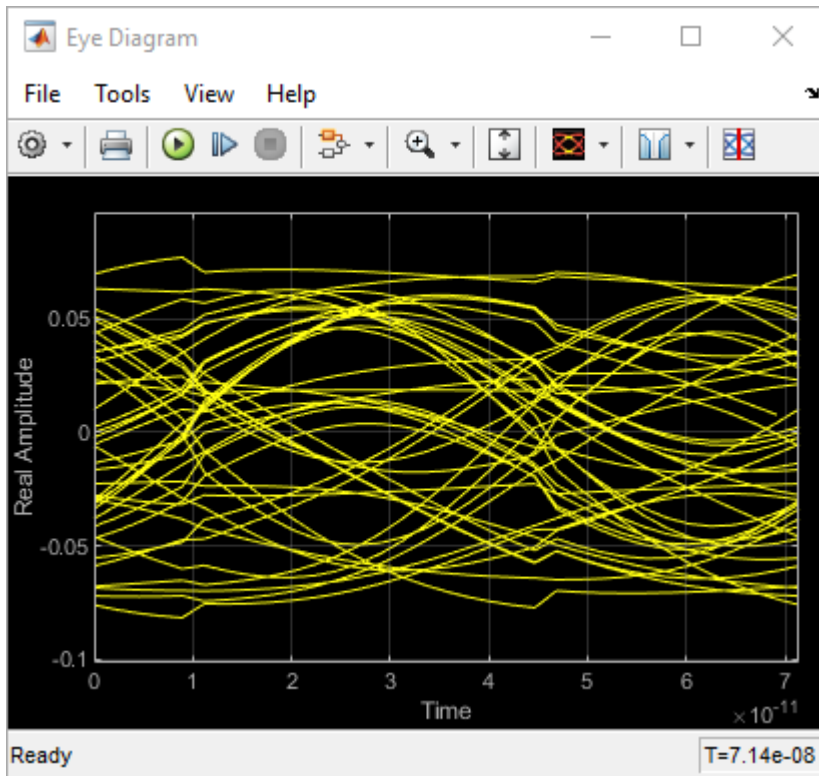 Eye Diagram
File Tools View Help
0.05
0
-0.05
-0.1
Real Amplitude
0 1 2 3 4 5 6 7
Time
×10⁻¹¹
Ready T=7.14e-08